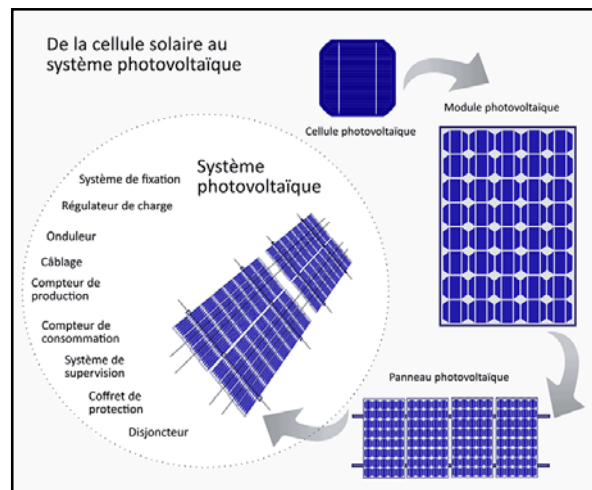 De la cellule solaire au
système photovoltaïque
Cellule photovoltaïque
Module photovoltaïque
Système
photovoltaïque
Système de fixation
Régulateur de charge
Onduleur
Câblage
Compteur de
production
Compteur de
consommation
Système de
supervision
Coffret de
protection
Disjoncteur
Panneau photovoltaïque